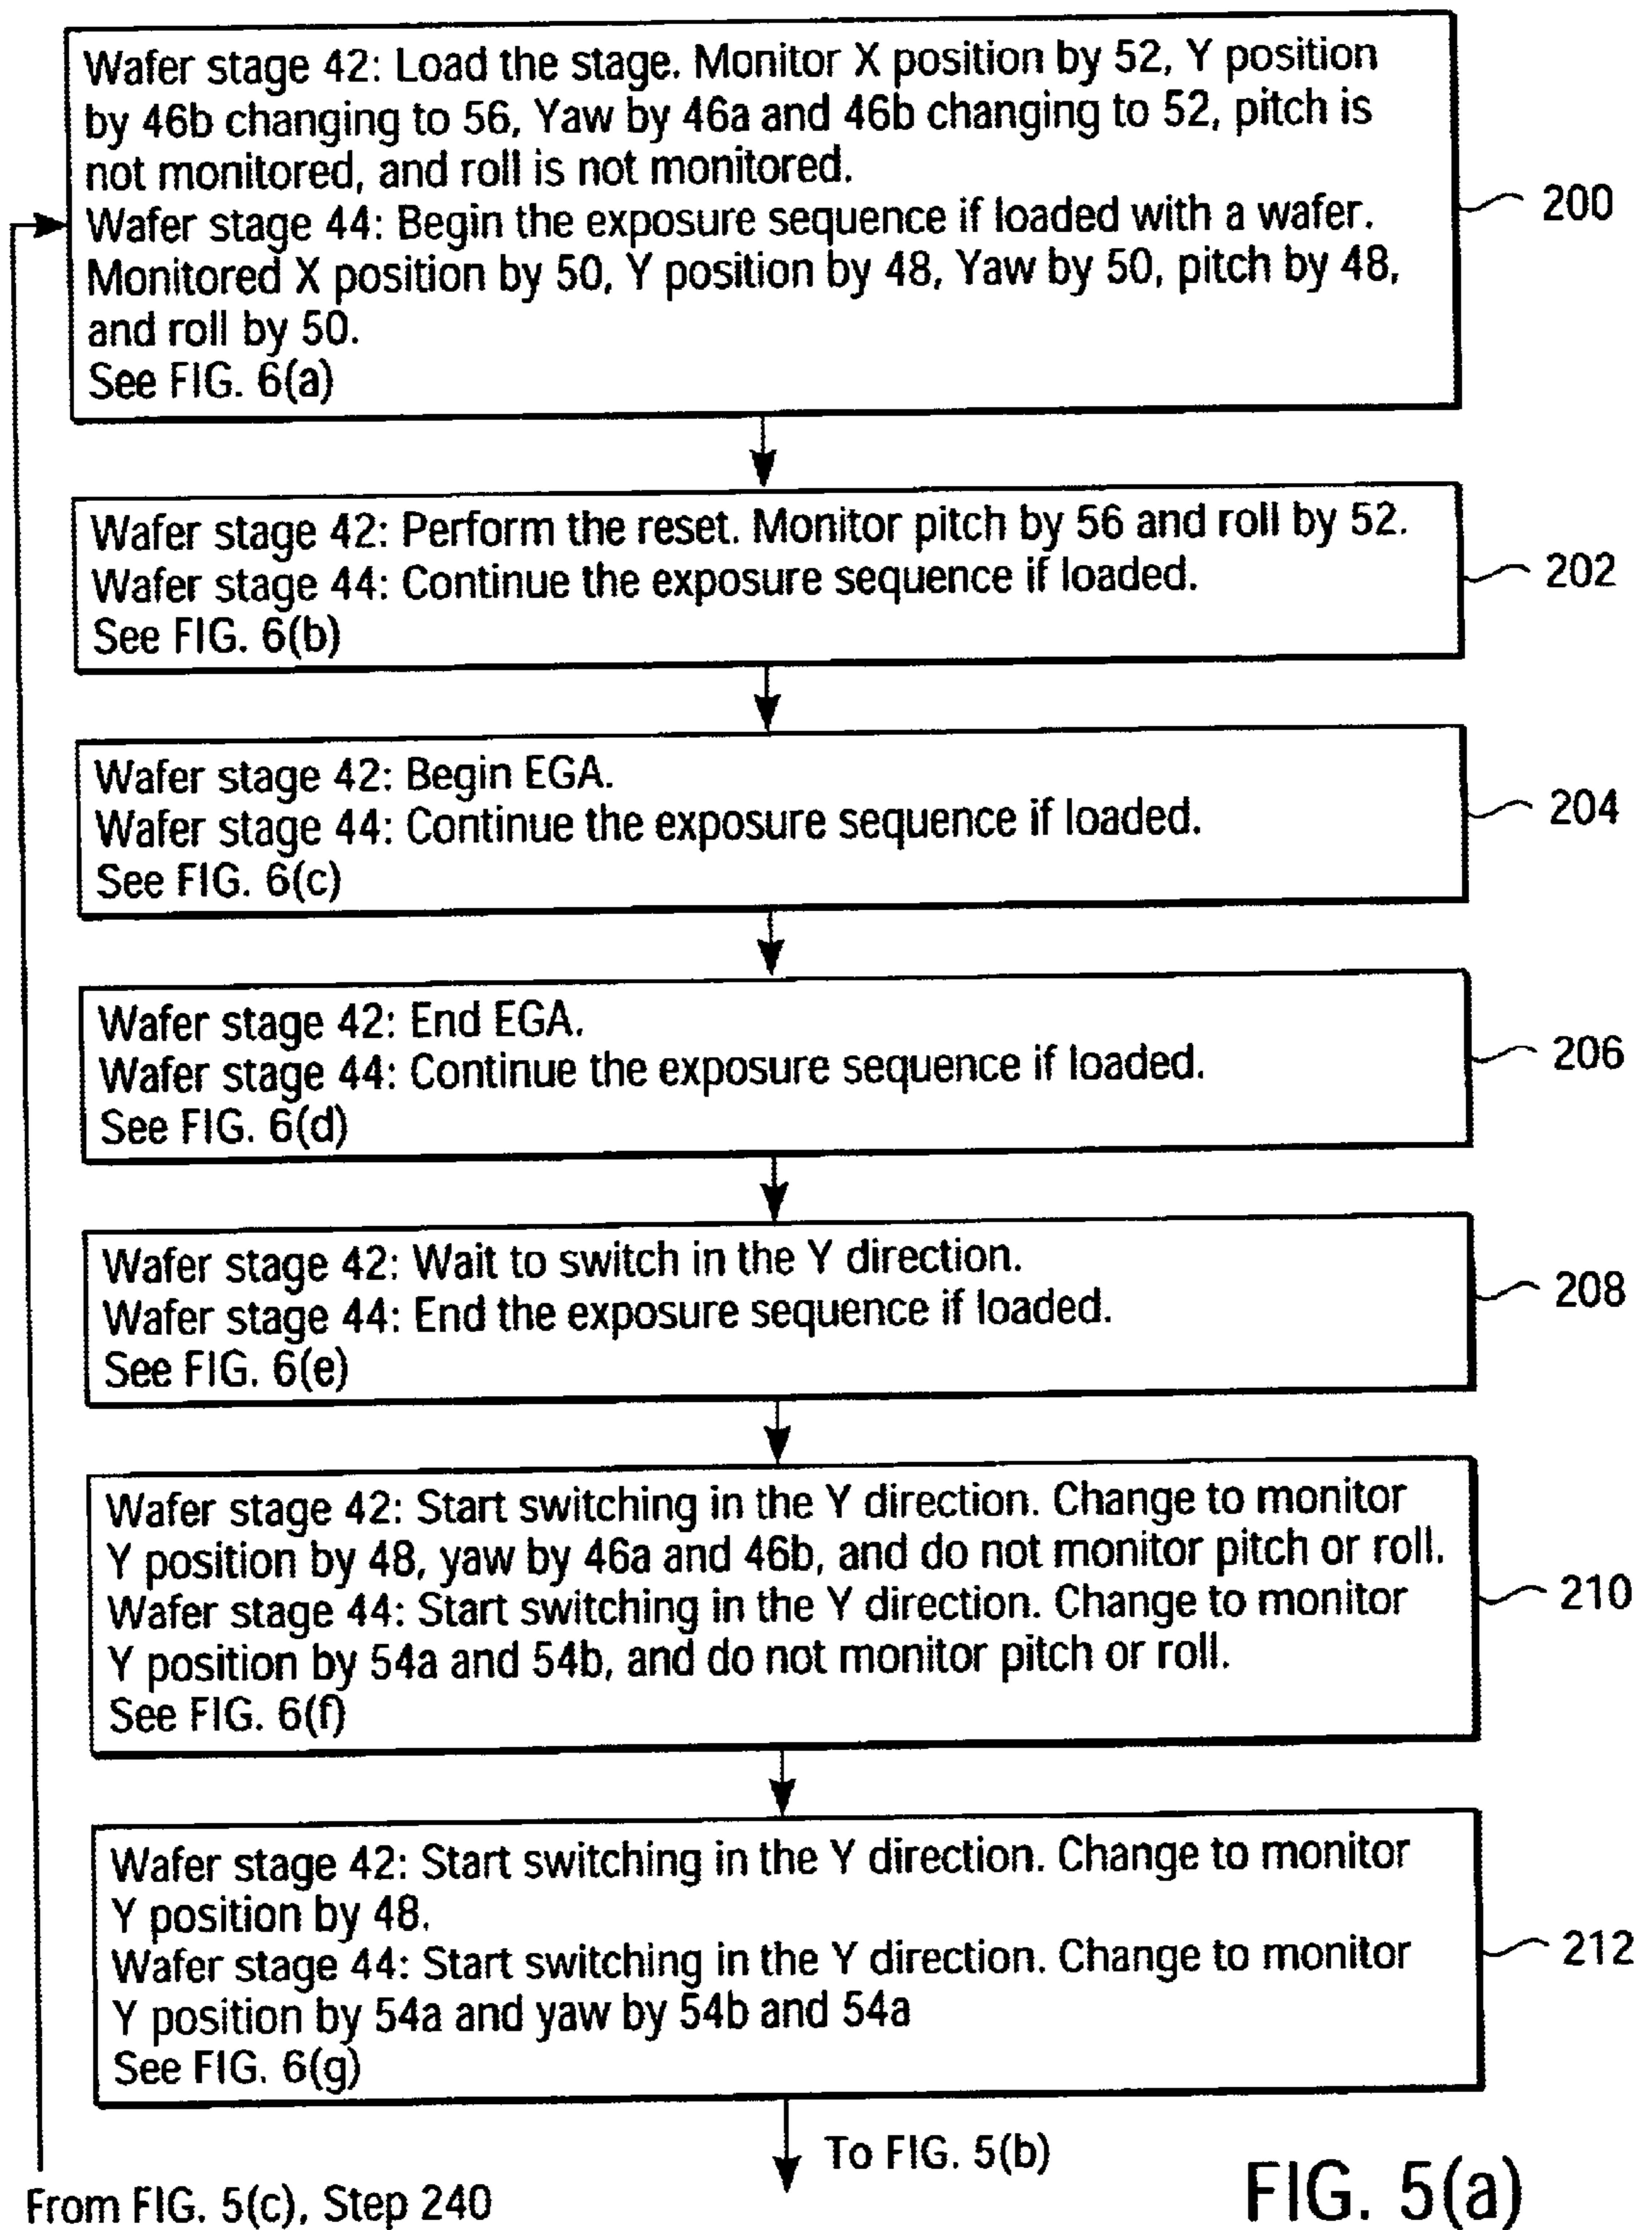 Wafer stage 42: Load the stage. Monitor X position by 52, Y position
by 46b changing to 56, Yaw by 46a and 46b changing to 52, pitch is
not monitored, and roll is not monitored.
Wafer stage 44: Begin the exposure sequence if loaded with a wafer.
Monitored X position by 50, Y position by 48, Yaw by 50, pitch by 48,
and roll by 50.
See FIG. 6(a)
200
Wafer stage 42: Perform the reset. Monitor pitch by 56 and roll by 52.
Wafer stage 44: Continue the exposure sequence if loaded.
See FIG. 6(b)
202
Wafer stage 42: Begin EGA.
Wafer stage 44: Continue the exposure sequence if loaded.
See FIG. 6(c)
204
Wafer stage 42: End EGA.
Wafer stage 44: Continue the exposure sequence if loaded.
See FIG. 6(d)
206
Wafer stage 42: Wait to switch in the Y direction.
Wafer stage 44: End the exposure sequence if loaded.
See FIG. 6(e)
208
Wafer stage 42: Start switching in the Y direction. Change to monitor
Y position by 48, yaw by 46a and 46b, and do not monitor pitch or roll.
Wafer stage 44: Start switching in the Y direction. Change to monitor
Y position by 54a and 54b, and do not monitor pitch or roll.
See FIG. 6(f)
210
Wafer stage 42: Start switching in the Y direction. Change to monitor
Y position by 48.
Wafer stage 44: Start switching in the Y direction. Change to monitor
Y position by 54a and yaw by 54b and 54a
See FIG. 6(g)
212
To FIG. 5(b)
From FIG. 5(c), Step 240
FIG. 5(a)